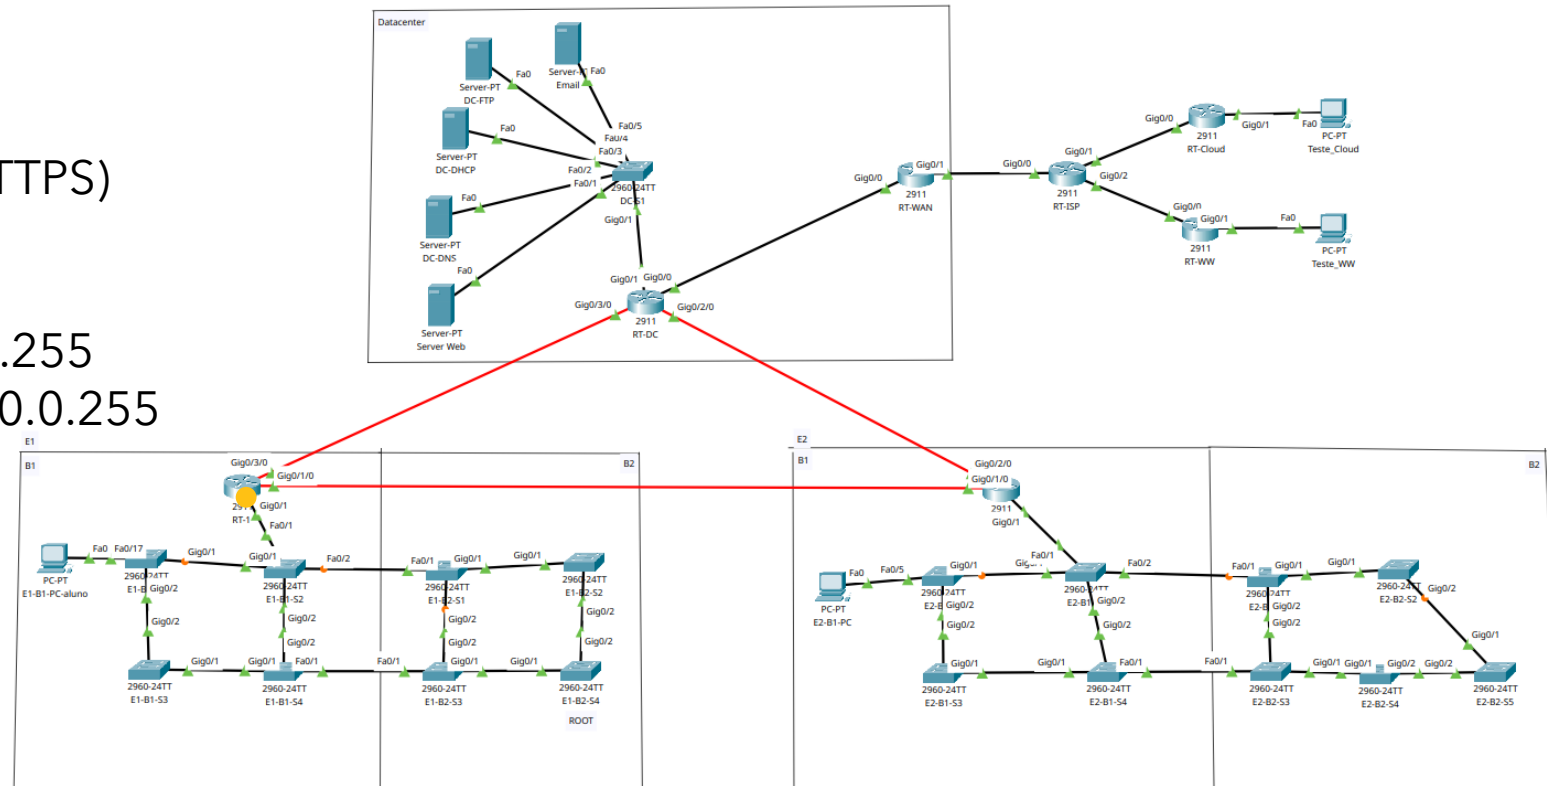 TTPS)
.255
0.0.255
Datacenter
Server-PT
DC-FTP
Fa0
Email
Fa0
Server-PT
DC-DHCP
Fa0
Server-PT
DC-DNS
Fa0
Server-PT
Server Web
Fa0
Fa0/5
Fa0/3
Fa0/2
Fa0/1
2960-24TT
Gig0/1
Gig0/1
Gig0/0
Gig0/3/0
Gig0/2/0
2911
RT-DC
Gig0/0
Gig0/1
2911
RT-WAN
Gig0/0
Gig0/1
Gig0/2
2911
RT-ISP
Gig0/0
Gig0/1
2911
RT-Cloud
Fa0
PC-PT
Teste_Cloud
Gig0/1
2911
RT-WW
Fa0
PC-PT
Teste_WW
E1
B1
B2
Gig0/3/0
Gig0/1/0
RT-1
Gig0/1
Fa0/1
PC-PT
E1-B1-PC-aluno
Fa0
Fa0/17
Gig0/1
Gig0/2
Gig0/1
Fa0/2
2960-24TT
Gig0/2
Gig0/2
Gig0/2
Fa0/1
Gig0/1
2960-24TT
E1-B2-S1
Gig0/2
Gig0/2
Gig0/1
Gig0/2
Gig0/2
Gig0/1
2960-24TT
E1-B1-S3
Gig0/1
Fa0/1
2960-24TT
E1-B1-S4
Fa0/1
Gig0/1
2960-24TT
E1-B2-S3
Gig0/1
2960-24TT
E1-B2-S4
ROOT
E2
B1
B2
Gig0/2/0
Gig0/1/0
2911
Gig0/1
Fa0/1
PC-PT
E2-B1-PC
Fa0
Fa0/5
Gig0/1
Gig0/2
Gig0/2
Fa0/2
Gig0/2
Gig0/2
Fa0/1
Gig0/1
Gig0/2
Gig0/2
Gig0/1
E2-B2-S2
Gig0/2
Gig0/1
Gig0/1
2960-24TT
E2-B1-S3
Gig0/1
Fa0/1
2960-24TT
E2-B1-S4
Fa0/1
Gig0/1
2960-24TT
E2-B2-S3
Gig0/1
Gig0/2
2960-24TT
E2-B2-S4
Gig0/2
2960-24TT
E2-B2-S5